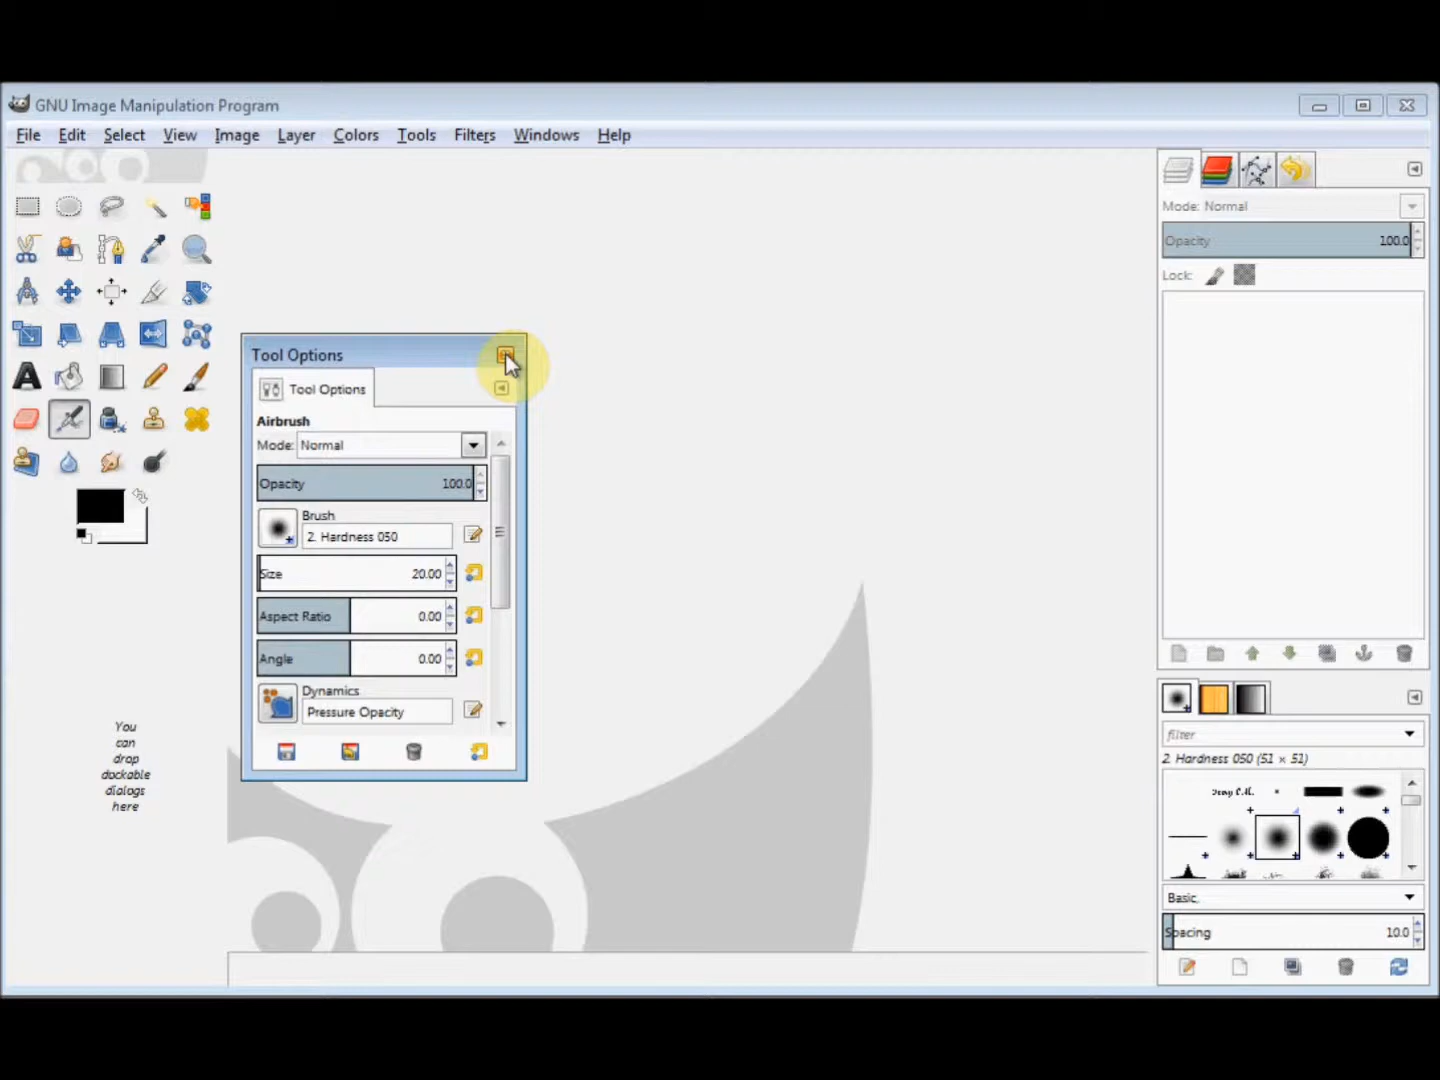 GNU Image Manipulation Program
File Edit Select View Image Layer Colors Tools Filters Windows Help
Mode: Normal
Opacity 100.0
Lock:
Tool Options
Tool Options
Airbrush
Mode: Normal
Opacity 100.0
Brush
2. Hardness 050
Size 20.00
Aspect Ratio 0.00
Angle 0.00
Dynamics
Pressure Opacity
You
can
drop
dockable
dialogs
here
filter
2. Hardness 050 (51 × 51)
Basic,
Spacing 10.0